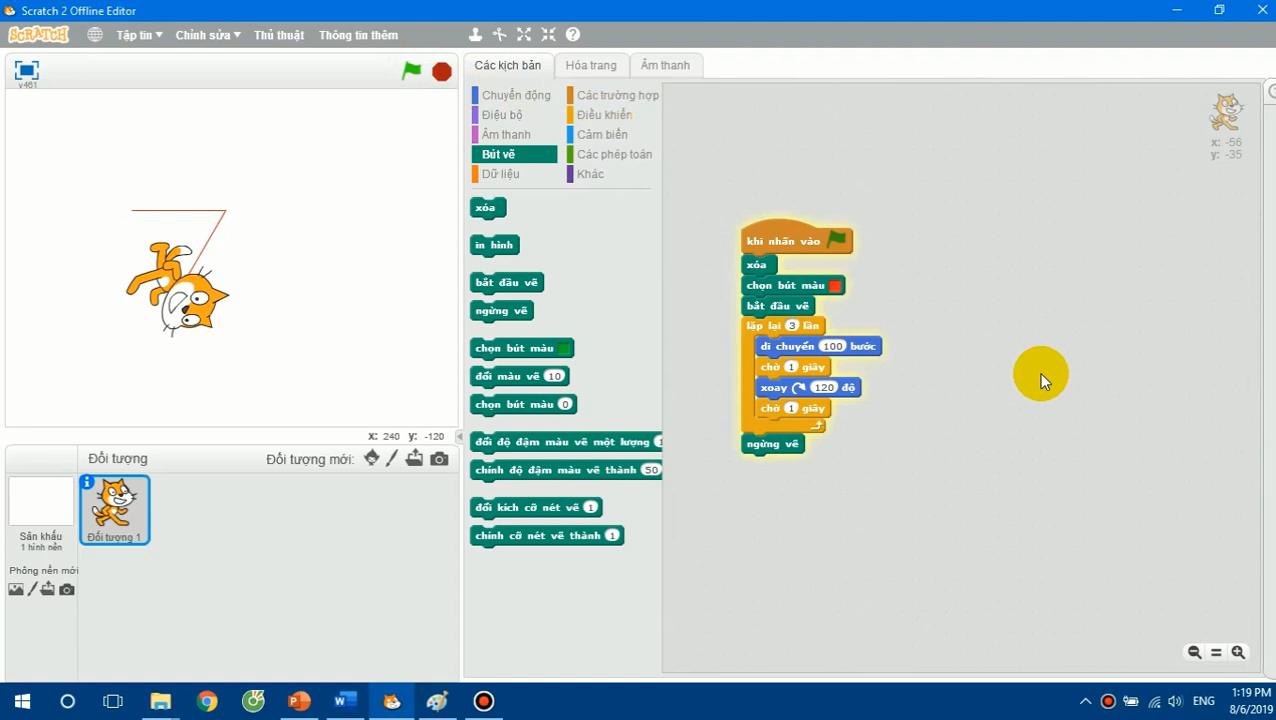 Scratch 2 Offline Editor
SCRATCH Tập tin Chỉnh sửa Thủ thuật Thông tin thêm
v461
Các kịch bản Hóa trang Âm thanh
Chuyển động Các trường hợp
Điệu bộ Điều khiển
Âm thanh Cảm biến
Bút vẽ Các phép toán
Dữ liệu Khác
xóa
in hình
bắt đầu vẽ
ngừng vẽ
chọn bút màu
đổi màu vẽ 10
chọn bút màu 0
đổi độ đậm màu vẽ một lượng
chỉnh độ đậm màu vẽ thành 50
đổi kích cỡ nét vẽ 1
chỉnh cỡ nét vẽ thành 1
x: -56
y: -35
khi nhấn vào
xóa
chọn bút màu
bắt đầu vẽ
lặp lại 3 lần
di chuyển 100 bước
chờ 1 giây
xoay 120 độ
chờ 1 giây
ngừng vẽ
x: 240 y: -120
Đối tượng Đối tượng mới:
Sân khấu
1 hình nền
Phông nền mới
Đối tượng 1
ENG
1:19 PM
8/6/2019